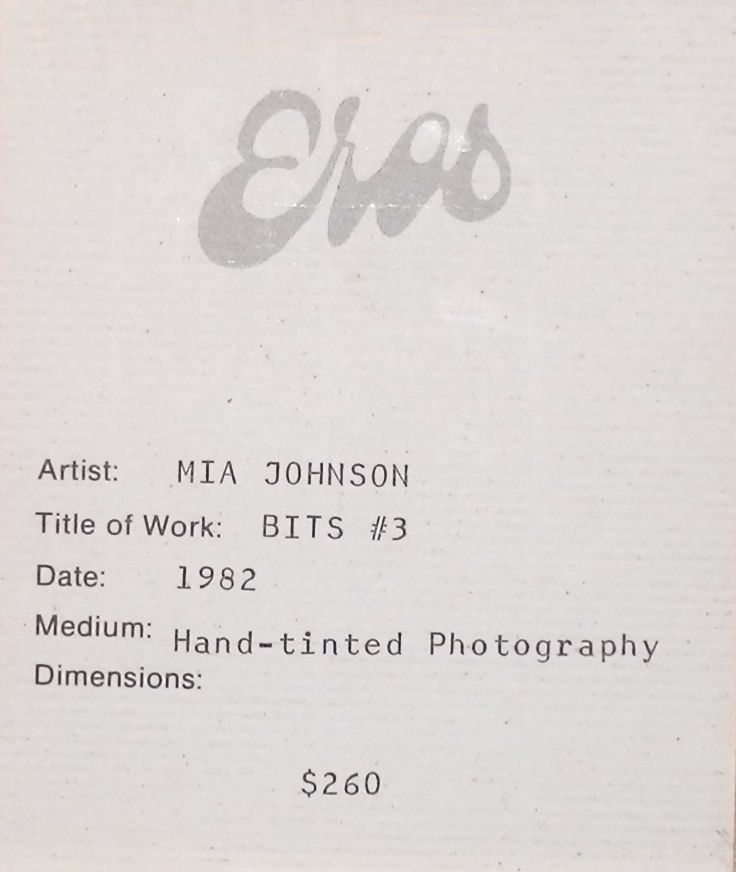 Eros
Artist: MIA JOHNSON
Title of Work: BITS #3
Date: 1982
Medium: Hand-tinted Photography
Dimensions:
$260